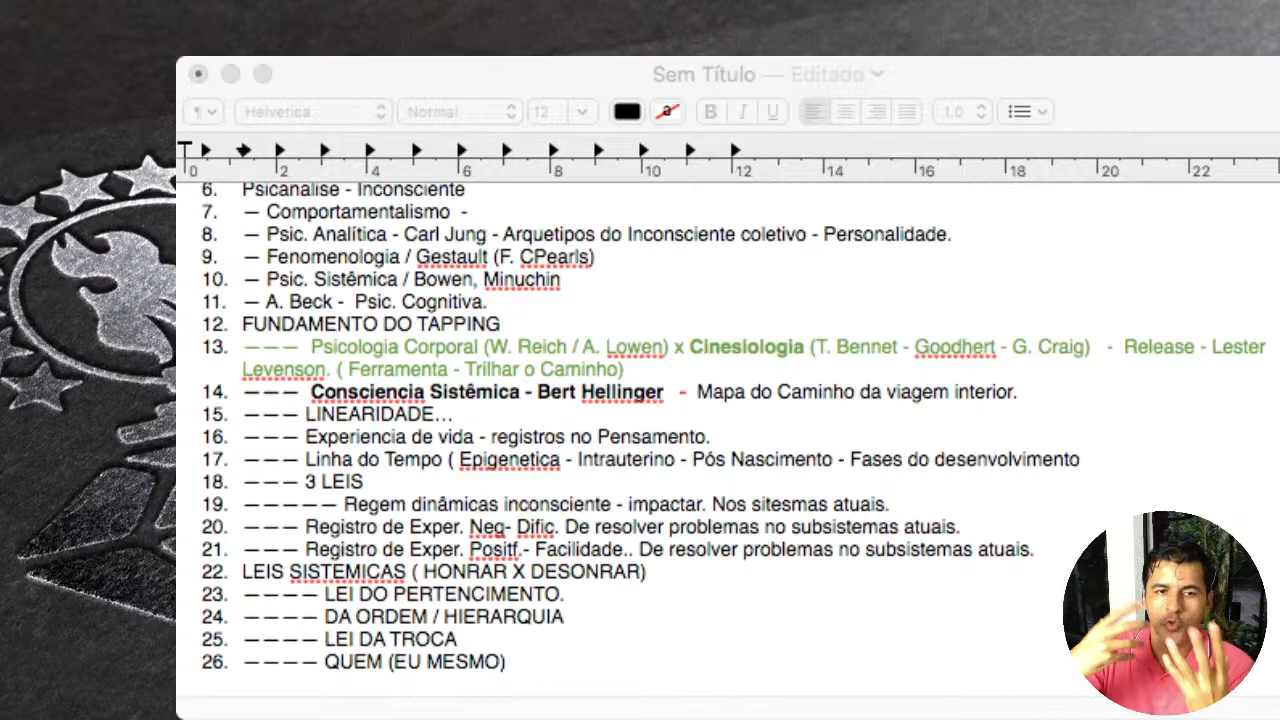 Sem Título — Editado
¶ Helvetica Normal 12 a B I U 1,0
0 2 4 6 8 10 12 14 16 18 20 22
6. Psicanalise - Inconsciente
7. — Comportamentalismo -
8. — Psic. Analítica - Carl Jung - Arquetipos do Inconsciente coletivo - Personalidade.
9. — Fenomenologia / Gestault (F. CPearls)
10. — Psic. Sistêmica / Bowen, Minuchin
11. — A. Beck - Psic. Cognitiva.
12. FUNDAMENTO DO TAPPING
13. ——— Psicologia Corporal (W. Reich / A. Lowen) x Cinesiologia (T. Bennet - Goodhert - G. Craig) - Release - Lester
Levenson. ( Ferramenta - Trilhar o Caminho)
14. ——— Consciencia Sistêmica - Bert Hellinger - Mapa do Caminho da viagem interior.
15. ——— LINEARIDADE…
16. ——— Experiencia de vida - registros no Pensamento.
17. ——— Linha do Tempo ( Epigenetica - Intrauterino - Pós Nascimento - Fases do desenvolvimento
18. ——— 3 LEIS
19. ————— Regem dinâmicas inconsciente - impactar. Nos sitesmas atuais.
20. ——— Registro de Exper. Neg- Dific. De resolver problemas no subsistemas atuais.
21. ——— Registro de Exper. Positf.- Facilidade.. De resolver problemas no subsistemas atuais.
22. LEIS SISTEMICAS ( HONRAR X DESONRAR)
23. ———— LEI DO PERTENCIMENTO.
24. ———— DA ORDEM / HIERARQUIA
25. ———— LEI DA TROCA
26. ———— QUEM (EU MESMO)